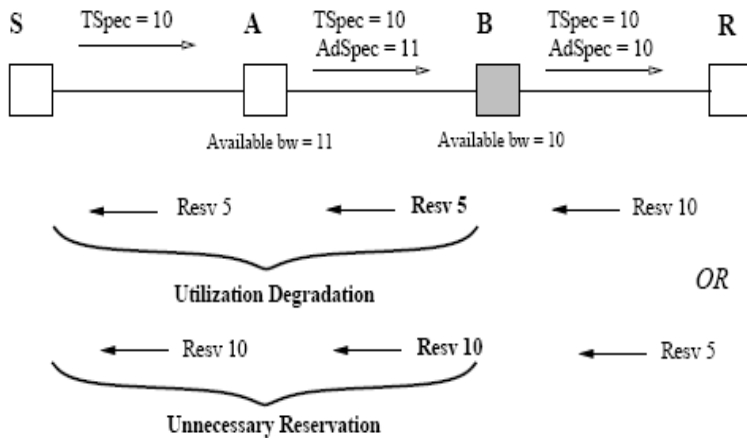 S
TSpec = 10
A
TSpec = 10
AdSpec = 11
B
TSpec = 10
AdSpec = 10
R
Available bw = 11
Available bw = 10
Resv 5
Resv 5
Resv 10
Utilization Degradation
OR
Resv 10
Resv 10
Resv 5
Unnecessary Reservation